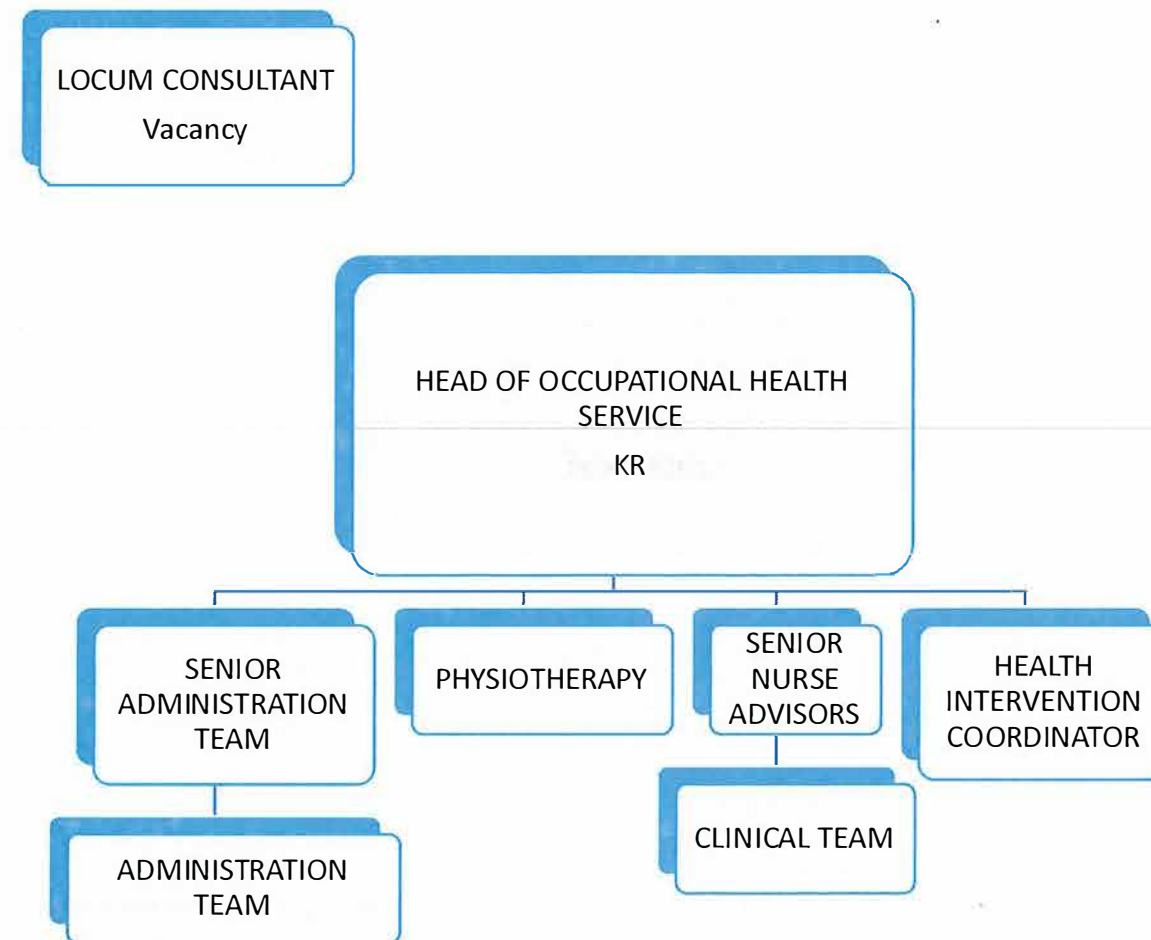 LOCUM CONSULTANT
Vacancy
HEAD OF OCCUPATIONAL HEALTH
SERVICE
KR
SENIOR
ADMINISTRATION
TEAM
PHYSIOTHERAPY
SENIOR
NURSE
ADVISORS
HEALTH
INTERVENTION
COORDINATOR
ADMINISTRATION
TEAM
CLINICAL TEAM